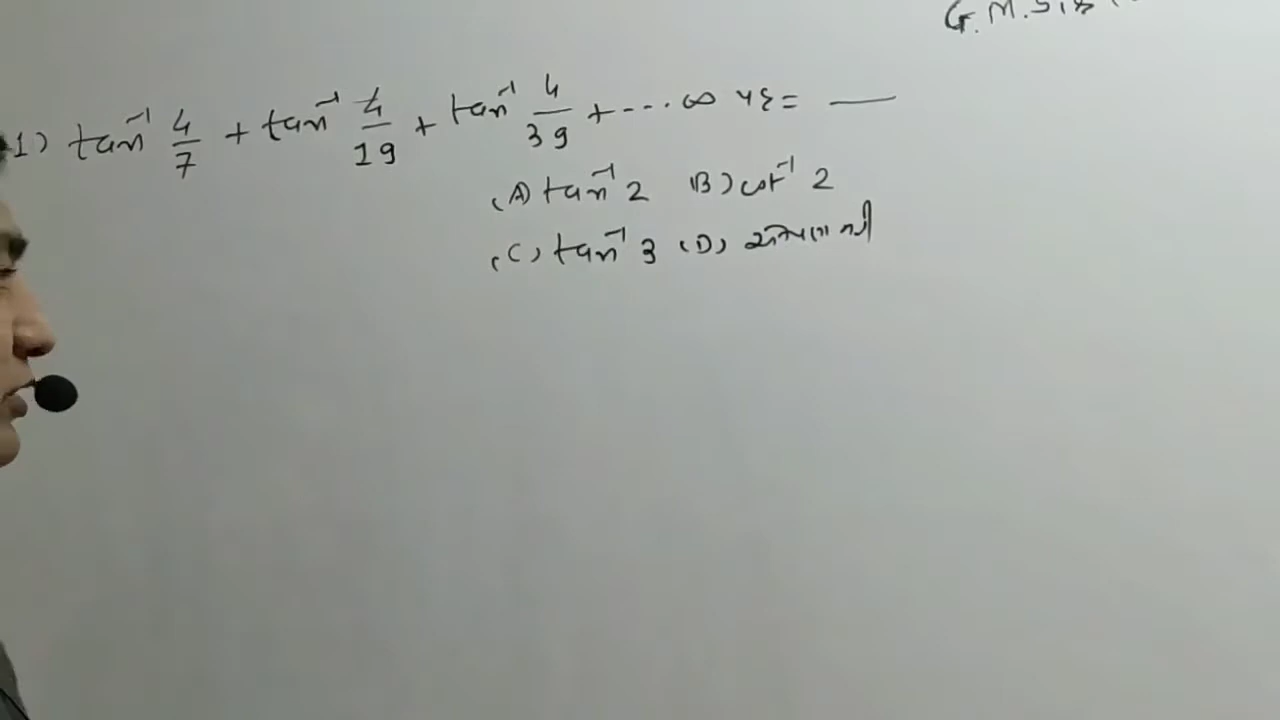 G.M.
1) tan⁻¹ 4/7 + tan⁻¹ 4/19 + tan⁻¹ 4/39 + ... ∞ પદ = ___
(A) tan⁻¹ 2 (B) cot⁻¹ 2
(C) tan⁻¹ 3 (D)